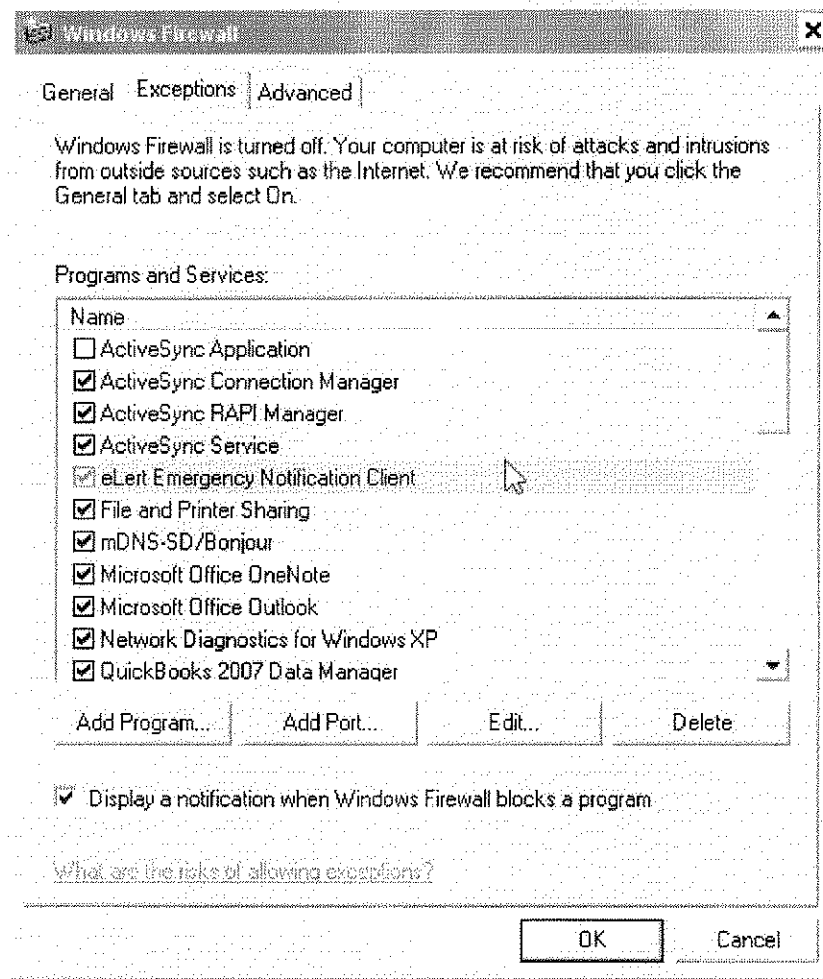 Windows Firewall
General Exceptions Advanced
Windows Firewall is turned off. Your computer is at risk of attacks and intrusions
from outside sources such as the Internet. We recommend that you click the
General tab and select On.
Programs and Services:
Name
ActiveSync Application
ActiveSync Connection Manager
ActiveSync RAPI Manager
ActiveSync Service
eLert Emergency Notification Client
File and Printer Sharing
mDNS-SD/Bonjour
Microsoft Office OneNote
Microsoft Office Outlook
Network Diagnostics for Windows XP
QuickBooks 2007 Data Manager
Add Program... Add Port... Edit... Delete
Display a notification when Windows Firewall blocks a program
What are the risks of allowing exceptions?
OK Cancel